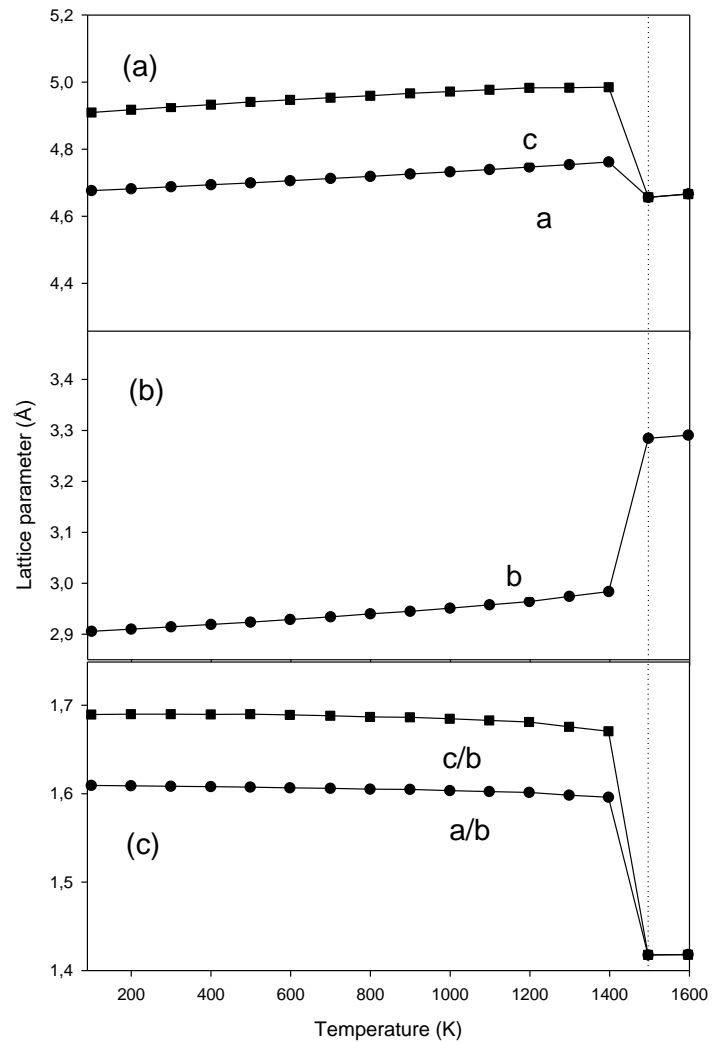 5,2
(a)
5,0
c
4,8
4,6
a
4,4
3,4
(b)
3,3
3,2
Lattice parameter (Å)
3,1
b
3,0
2,9
1,7
c/b
1,6
(c)
a/b
1,5
1,4
200 400 600 800 1000 1200 1400 1600
Temperature (K)